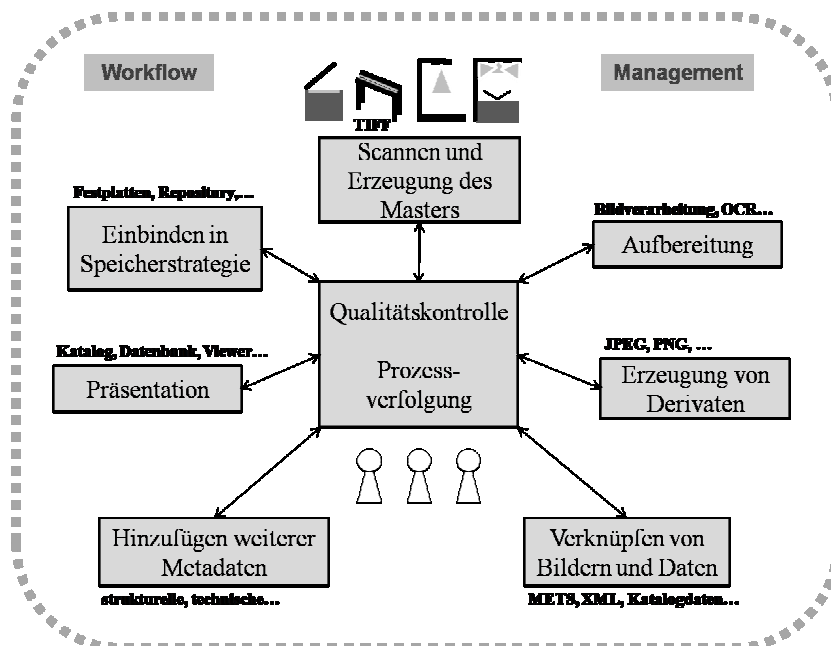 Workflow
Management
TIFF
Scannen und
Erzeugung des
Masters
Festplatten, Repository,...
Einbinden in
Speicherstrategie
Bildverarbeitung, OCR...
Aufbereitung
Qualitätskontrolle
Prozess-
verfolgung
Katalog, Datenbank, Viewer...
Präsentation
JPEG, PNG, ...
Erzeugung von
Derivaten
Hinzufügen weiterer
Metadaten
strukturelle, technische...
Verknüpfen von
Bildern und Daten
METS, XML, Katalogdaten...